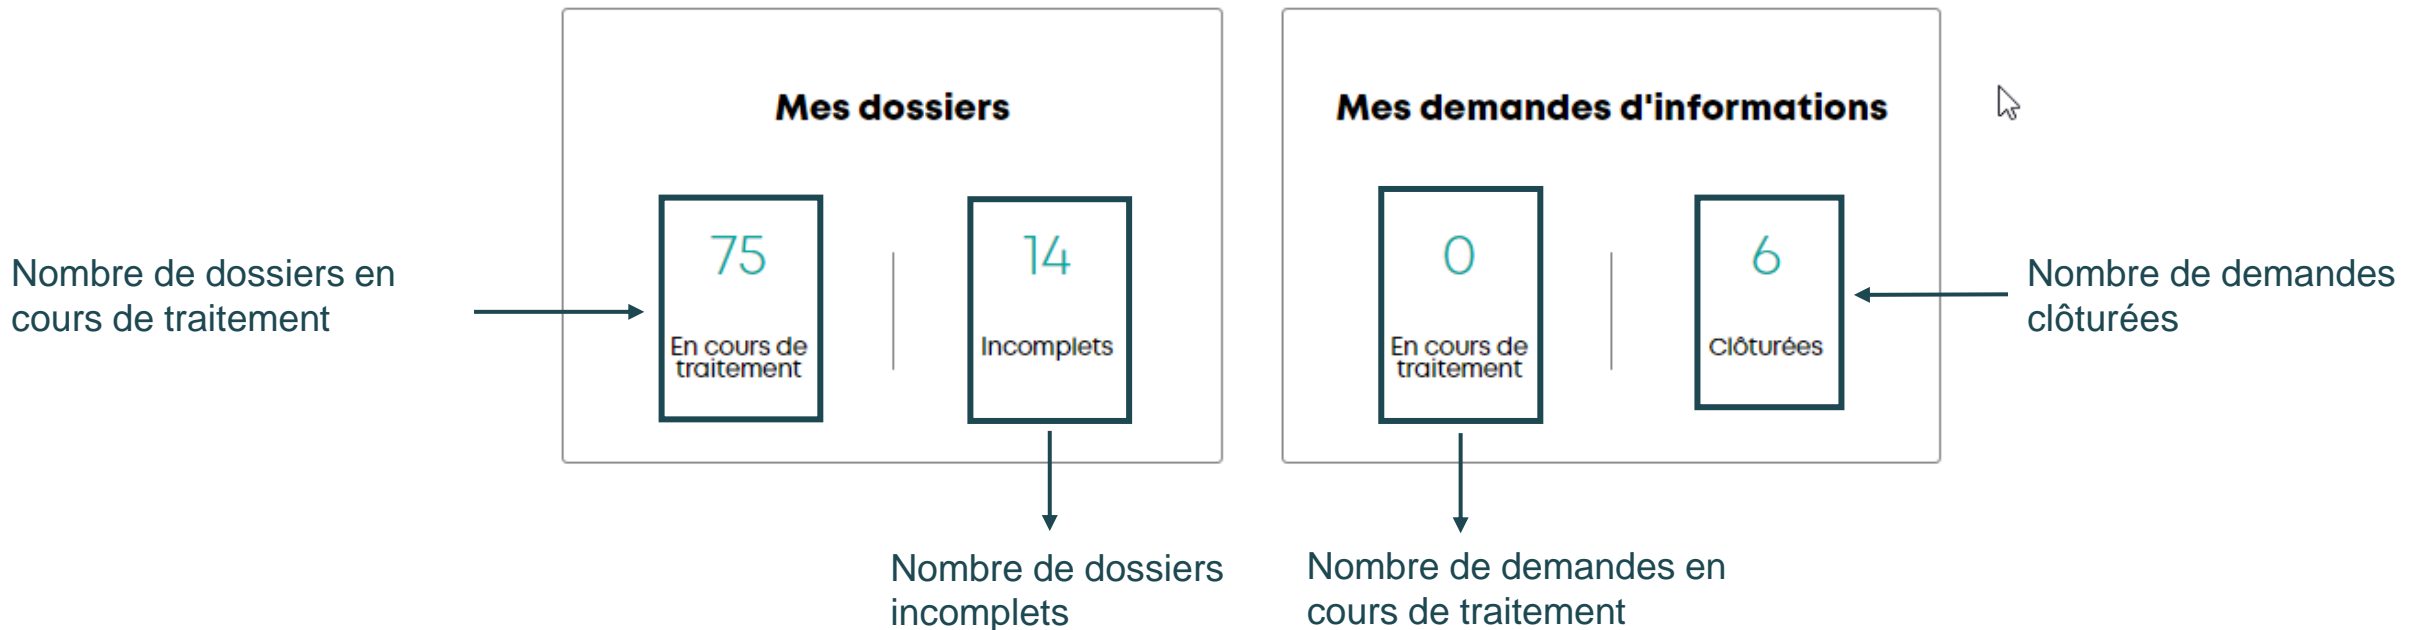 Mes dossiers
Mes demandes d'informations
Nombre de dossiers en
cours de traitement
75
En cours de
traitement
14
Incomplets
0
En cours de
traitement
6
Clôturées
Nombre de demandes
clôturées
Nombre de dossiers
incomplets
Nombre de demandes en
cours de traitement